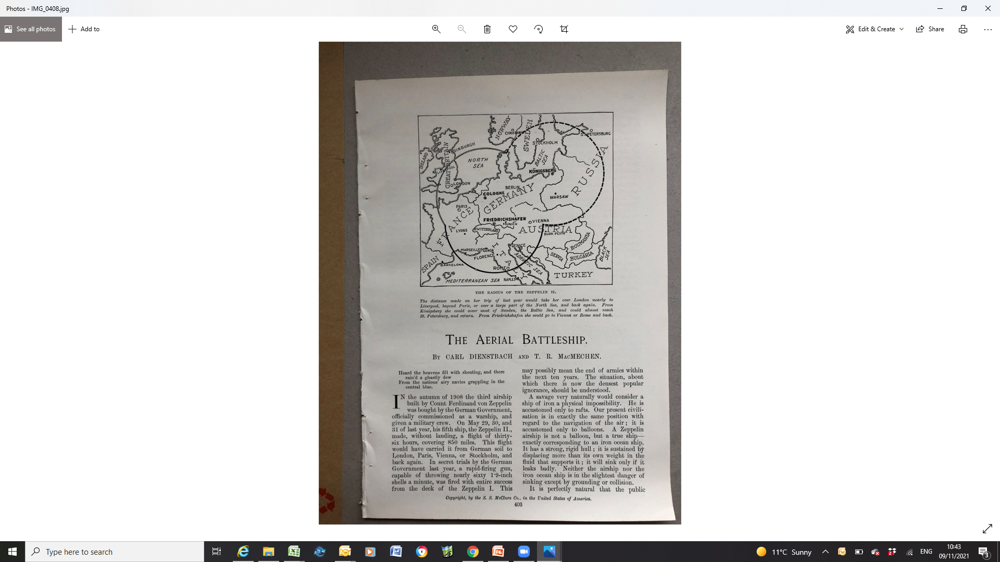 Photos - IMG_0408.jpg
See all photos
Add to
Edit & Create
Share
NORWAY
CHRISTIANIA
SWEDEN
STOCKHOLM
ST. PETERSBURG
IRELAND
GREAT BRITAIN
EDINBURGH
NORTH
SEA
BALTIC
SEA
RUSSIA
LIVERPOOL
KÖNIGSBERG
LONDON
BERLIN
COLOGNE
GERMANY
WARSAW
PARIS
FRANCE
FRIEDRICHSHAFEN
MUNICH
VIENNA
LYONS
SWITZERLAND
AUSTRIA
BUDA-PESTH
ROUMANIA
VENICE
MARSEILLES
GENOA
FLORENCE
ITALY
ADRIATIC SEA
SERVIA
BULGARIA
BLACK
SEA
SPAIN
BARCELONA
ROME
TURKEY
MEDITERRANEAN SEA
NAPLES
THE RADIUS OF THE ZEPPELIN II.
The distance made on her trip of last year would take her over London nearly to
Liverpool, beyond Paris, or over a large part of the North Sea, and back again. From
Königsberg she could cover most of Sweden, the Baltic Sea, and could almost reach
St. Petersburg, and return. From Friedrichshafen she could go to Vienna or Rome and back.
THE AERIAL BATTLESHIP.
BY CARL DIENSTBACH AND T. R. MACMECHEN.
Heard the heavens fill with shouting, and there
rain'd a ghastly dew
From the nations' airy navies grappling in the
central blue.
IN the autumn of 1908 the third airship
built by Count Ferdinand von Zeppelin
was bought by the German Government,
officially commissioned as a warship, and
given a military crew. On May 29, 30, and
31 of last year, his fifth ship, the Zeppelin II.,
made, without landing, a flight of thirty-
six hours, covering 850 miles. This flight
would have carried it from German soil to
London, Paris, Vienna, or Stockholm, and
back again. In secret trials by the German
Government last year, a rapid-firing gun,
capable of throwing nearly sixty 1·9-inch
shells a minute, was fired with entire success
from the deck of the Zeppelin I. This
may possibly mean the end of armies within
the next ten years. The situation, about
which there is now the densest popular
ignorance, should be understood.
A savage very naturally would consider a
ship of iron a physical impossibility. He is
accustomed only to rafts. Our present civili-
sation is in exactly the same position with
regard to the navigation of the air; it is
accustomed only to balloons. A Zeppelin
airship is not a balloon, but a true ship—
exactly corresponding to an iron ocean ship.
It has a strong, rigid hull; it is sustained by
displacing more than its own weight in the
fluid that supports it; it will sink only if it
leaks badly. Neither the airship nor the
iron ocean ship is in the slightest danger of
sinking except by grounding or collision.
It is perfectly natural that the public
Copyright, by the S. S. McClure Co., in the United States of America.
403
Type here to search
11°C Sunny
ENG
10:43
09/11/2021
3